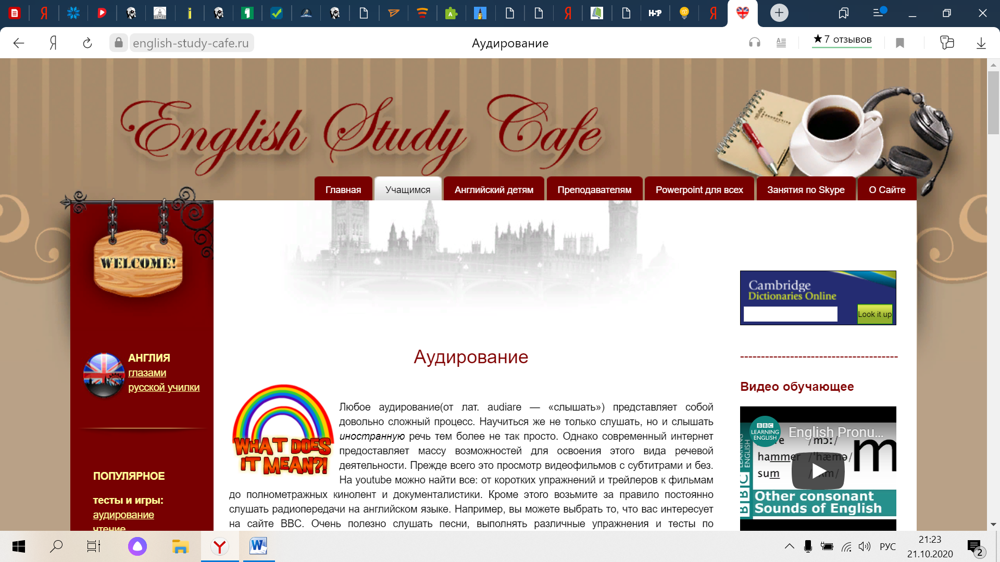 english-study-cafe.ru
Аудирование
★ 7 отзывов
English Study Cafe
Главная
Учащимся
Английский детям
Преподавателям
Powerpoint для всех
Занятия по Skype
О Сайте
WELCOME!
АНГЛИЯ
глазами
русской училки
ПОПУЛЯРНОЕ
тесты и игры:
аудирование
чтение
Аудирование
WHAT DOES
IT MEAN?!
Любое аудирование(от лат. audiare — «слышать») представляет собой
довольно сложный процесс. Научиться же не только слушать, но и слышать
иностранную речь тем более не так просто. Однако современный интернет
предоставляет массу возможностей для освоения этого вида речевой
деятельности. Прежде всего это просмотр видеофильмов с субтитрами и без.
На youtube можно найти все: от коротких упражнений и трейлеров к фильмам
до полнометражных кинолент и документалистики. Кроме этого возьмите за правило постоянно
слушать радиопередачи на английском языке. Например, вы можете выбрать то, что вас интересует
на сайте BBC. Очень полезно слушать песни, выполнять различные упражнения и тесты по
Cambridge
Dictionaries Online
Look it up
--------------------------------------
Видео обучающее
BBC
LEARNING
ENGLISH
English Pronu...
/mɔː/
hammer /ˈhæmə/
sum
m
BBC
Other consonant
Sounds of English
РУС
21:23
21.10.2020
2